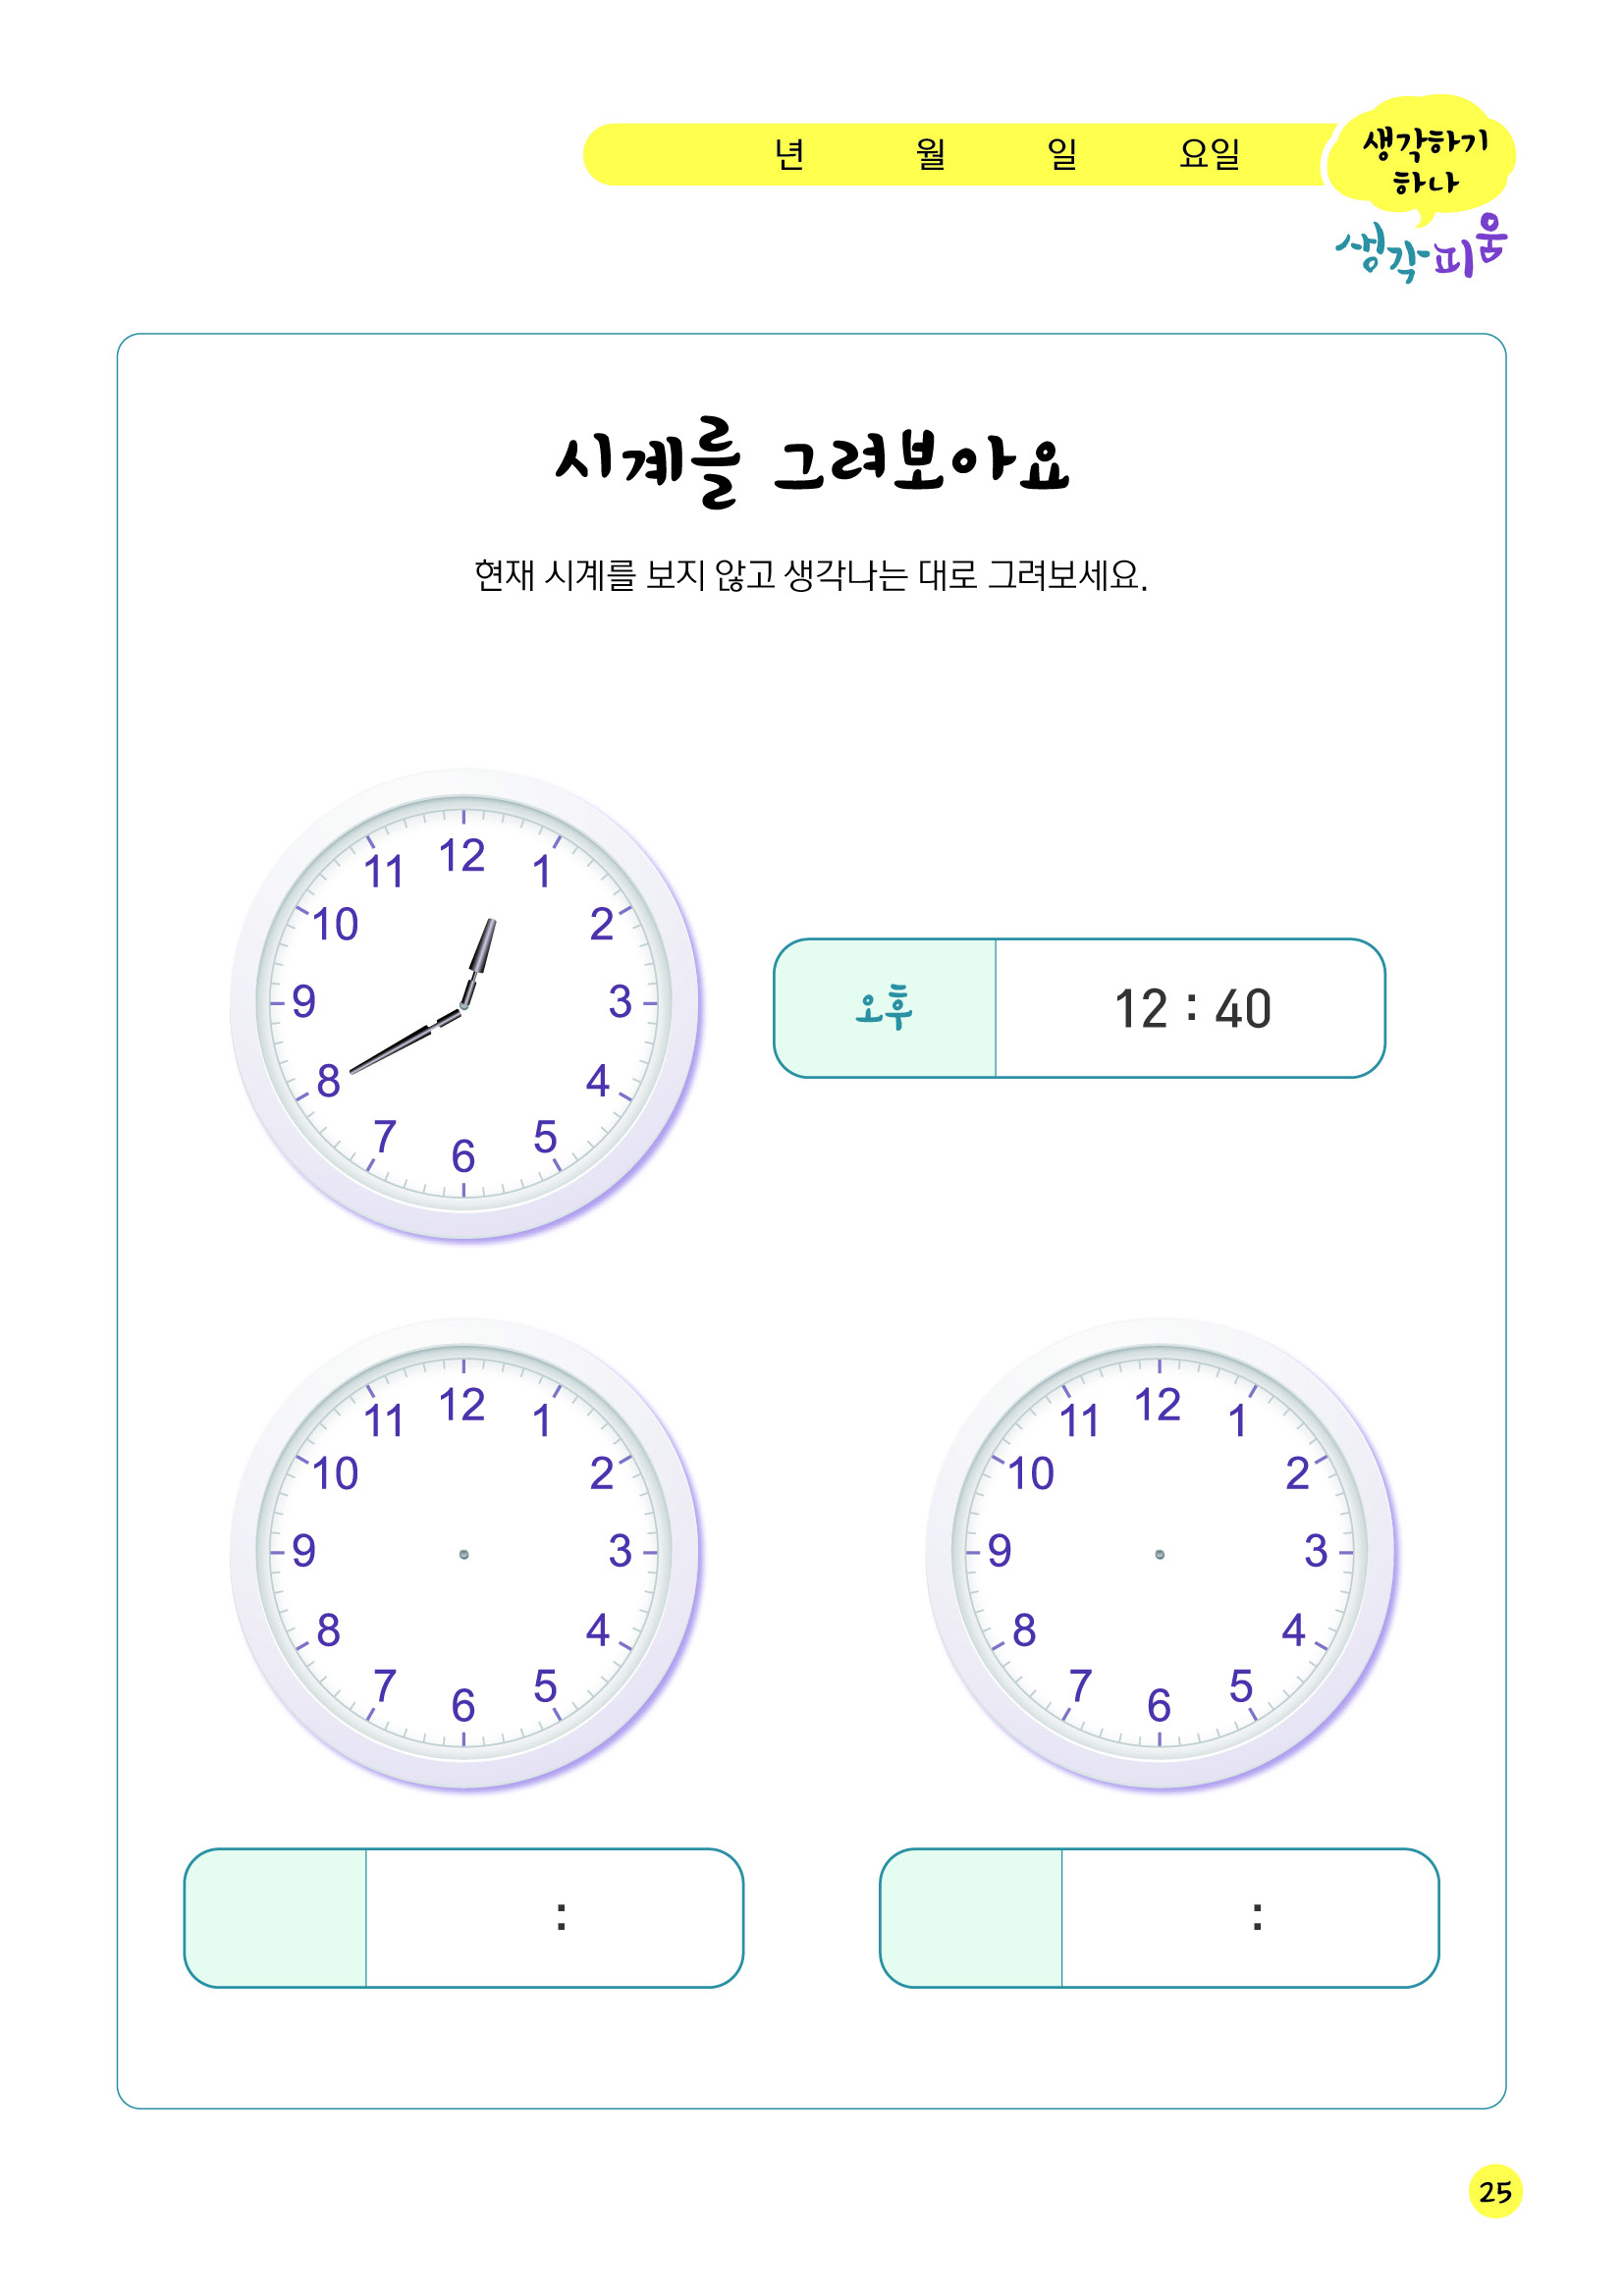 년 월 일 요일
생각하기
하나
생각피움
시계를 그려보아요
현재 시계를 보지 않고 생각나는 대로 그려보세요.
12 1 2 3 4 5 6 7 8 9 10 11
오후 12 : 40
12 1 2 3 4 5 6 7 8 9 10 11
12 1 2 3 4 5 6 7 8 9 10 11
:
:
25